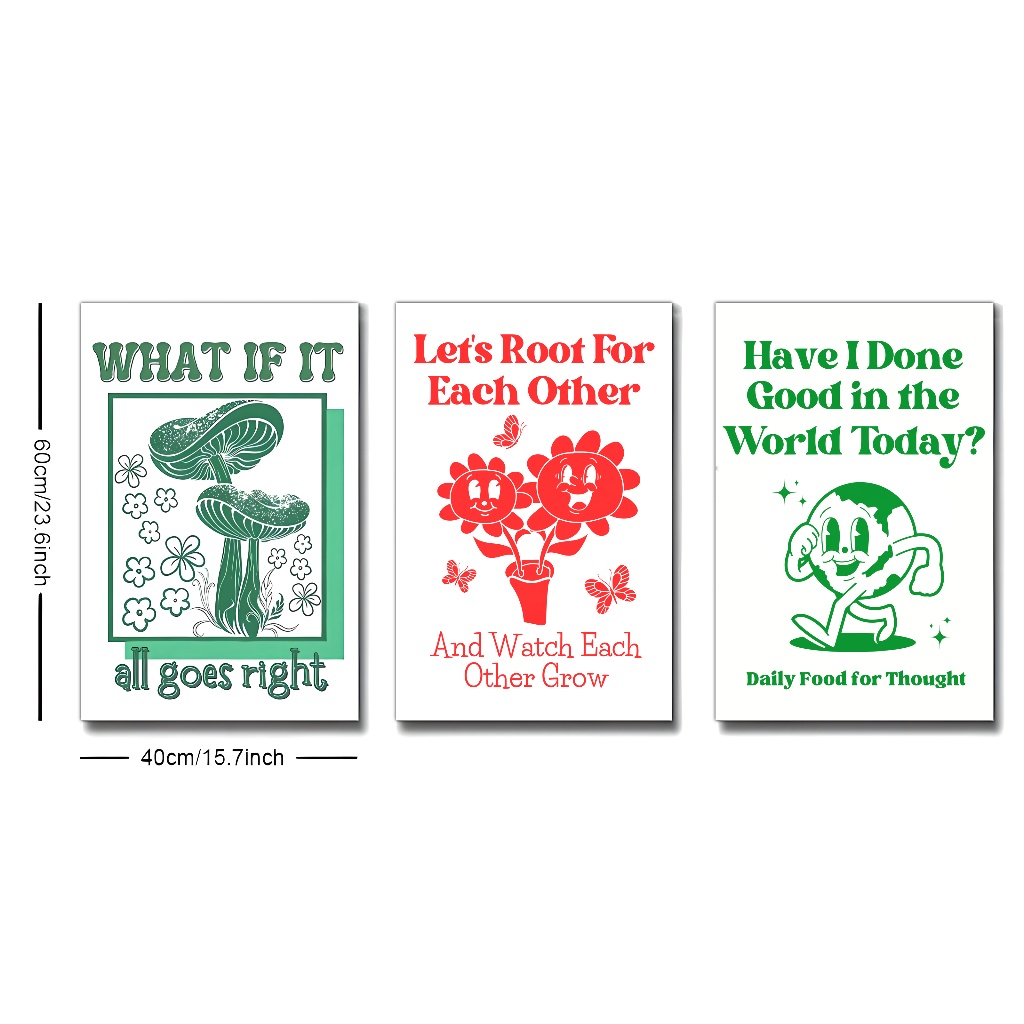 WHAT IF IT
all goes right
Let's Root For
Each Other
And Watch Each
Other Grow
Have I Done
Good in the
World Today?
Daily Food for Thought
60cm/23.6inch
40cm/15.7inch